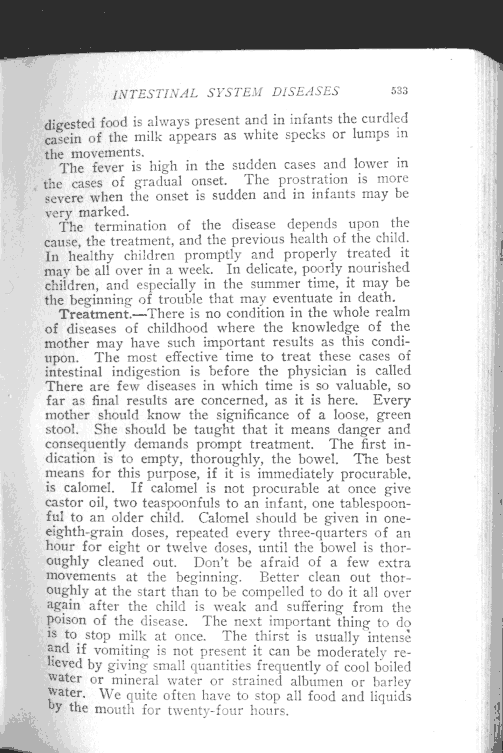 INTESTINAL SYSTEM DISEASES 533
digested food is always present and in infants the curdled
casein of the milk appears as white specks or lumps in
the movements.
The fever is high in the sudden cases and lower in
the cases of gradual onset. The prostration is more
severe when the onset is sudden and in infants may be
very marked.
The termination of the disease depends upon the
cause, the treatment, and the previous health of the child.
In healthy children promptly and properly treated it
may be all over in a week. In delicate, poorly nourished
children, and especially in the summer time, it may be
the beginning of trouble that may eventuate in death.
Treatment.—There is no condition in the whole realm
of diseases of childhood where the knowledge of the
mother may have such important results as this condi-
upon. The most effective time to treat these cases of
intestinal indigestion is before the physician is called
There are few diseases in which time is so valuable, so
far as final results are concerned, as it is here. Every
mother should know the significance of a loose, green
stool. She should be taught that it means danger and
consequently demands prompt treatment. The first in-
dication is to empty, thoroughly, the bowel. The best
means for this purpose, if it is immediately procurable,
is calomel. If calomel is not procurable at once give
castor oil, two teaspoonfuls to an infant, one tablespoon-
ful to an older child. Calomel should be given in one-
eighth-grain doses, repeated every three-quarters of an
hour for eight or twelve doses, until the bowel is thor-
oughly cleaned out. Don't be afraid of a few extra
movements at the beginning. Better clean out thor-
oughly at the start than to be compelled to do it all over
again after the child is weak and suffering from the
poison of the disease. The next important thing to do
is to stop milk at once. The thirst is usually intense
and if vomiting is not present it can be moderately re-
lieved by giving small quantities frequently of cool boiled
water or mineral water or strained albumen or barley
water. We quite often have to stop all food and liquids
by the mouth for twenty-four hours.